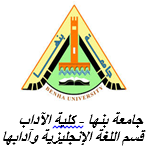 BENHA UNIVERSITY
جامعة بنها - كلية الآداب
قسم اللغة الإنجليزية وآدابها